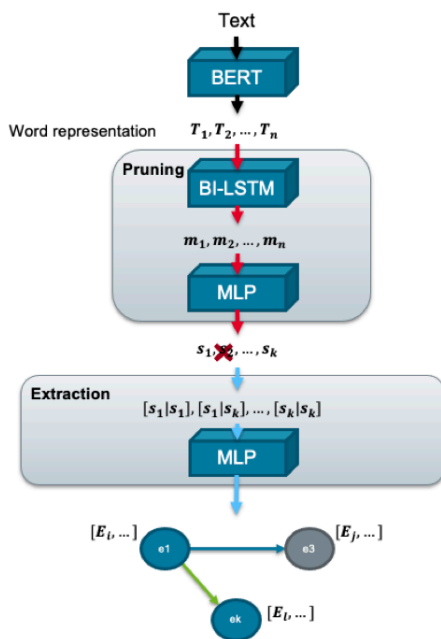 Text
BERT
Word representation T₁, T₂, ..., Tₙ
Pruning
BI-LSTM
m₁, m₂, ..., mₙ
MLP
s₁, s₂, ..., sₖ
Extraction
[s₁|s₁], [s₁|sₖ], ..., [sₖ|sₖ]
MLP
[Eᵢ, ...] [Eⱼ, ...]
e1 e3
ek [Eₗ, ...]